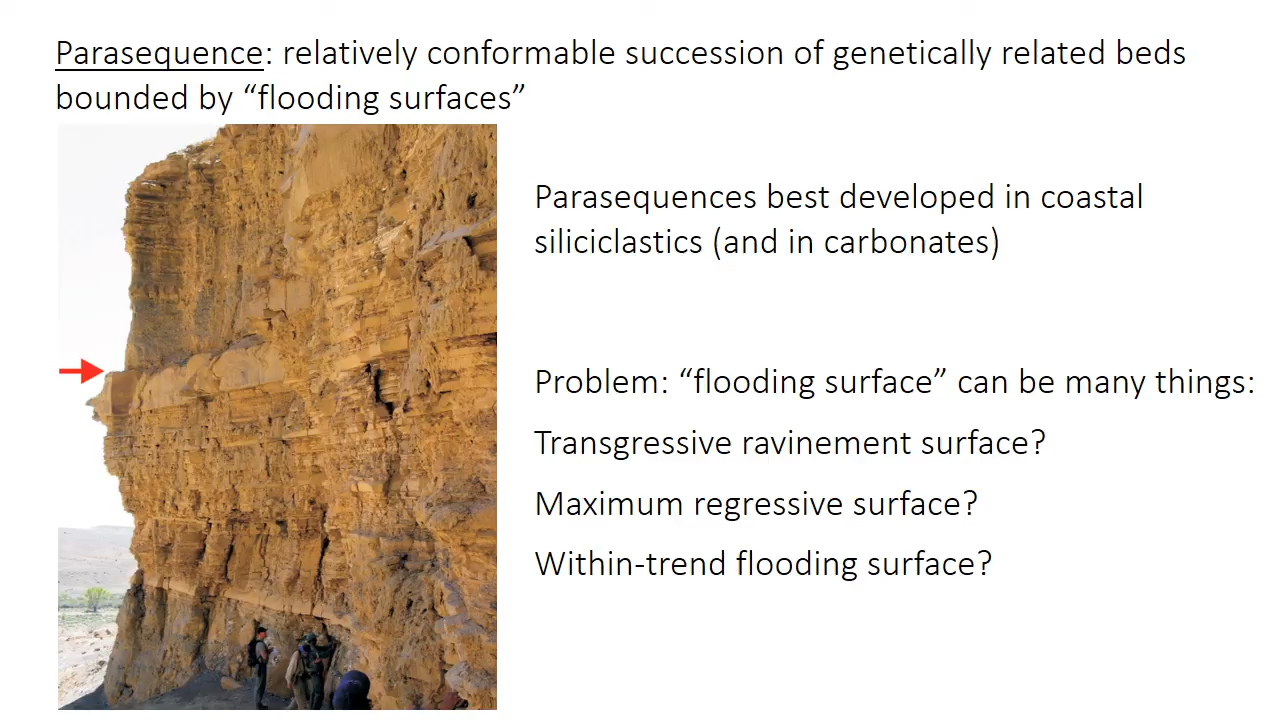 Parasequence: relatively conformable succession of genetically related beds
bounded by “flooding surfaces”
Parasequences best developed in coastal
siliciclastics (and in carbonates)
Problem: “flooding surface” can be many things:
Transgressive ravinement surface?
Maximum regressive surface?
Within-trend flooding surface?